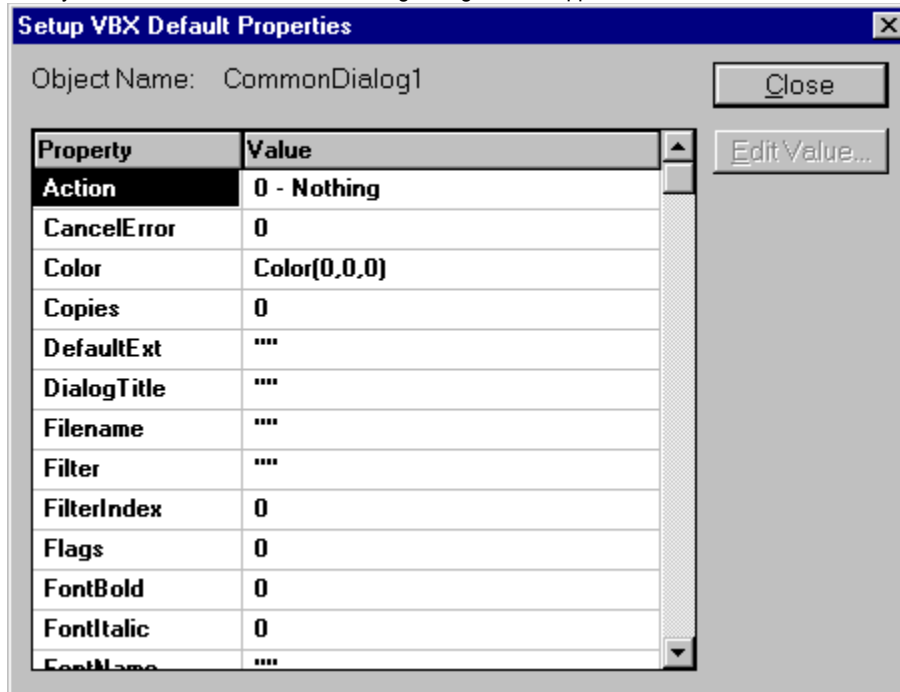 Setup VBX Default Properties
Object Name: CommonDialog1
Close
Property Value
Edit Value...
Action 0 - Nothing
CancelError 0
Color Color(0,0,0)
Copies 0
DefaultExt """"
DialogTitle """"
Filename """"
Filter """"
FilterIndex 0
Flags 0
FontBold 0
FontItalic 0
FontName """"